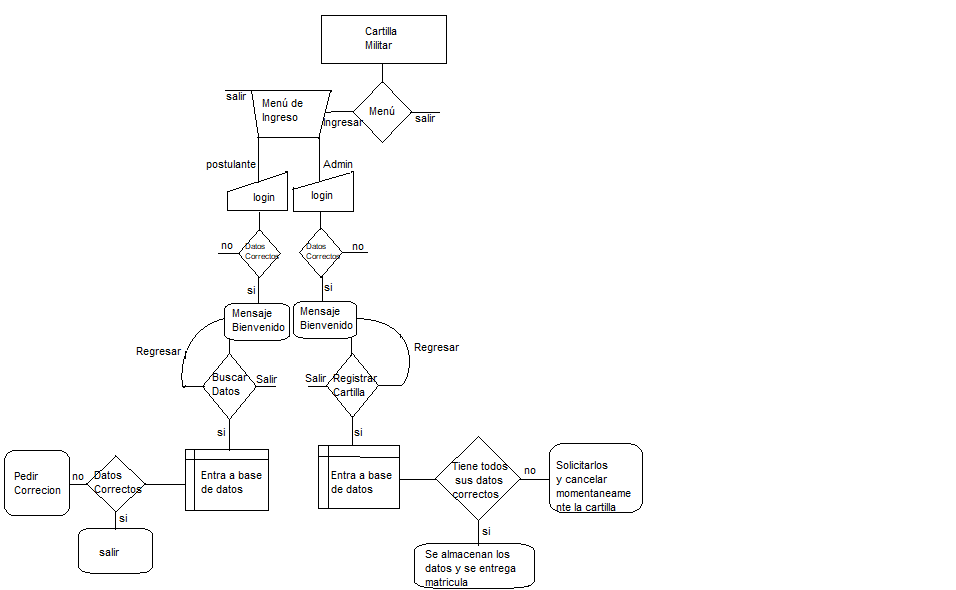 Cartilla
Militar
salir
Menú de
Ingreso
Ingresar
Menú
salir
postulante
Admin
login
login
no
Datos
Correctos
Datos
Correctos
no
si
si
Mensaje
Bienvenido
Mensaje
Bienvenido
Regresar
Regresar
Buscar
Datos
Salir
Salir
Registrar
Cartilla
si
si
Pedir
Correcion
no
Datos
Correctos
Entra a base
de datos
Entra a base
de datos
Tiene todos
sus datos
correctos
no
Solicitarlos
y cancelar
momentaneame
nte la cartilla
si
salir
si
Se almacenan los
datos y se entrega
matricula